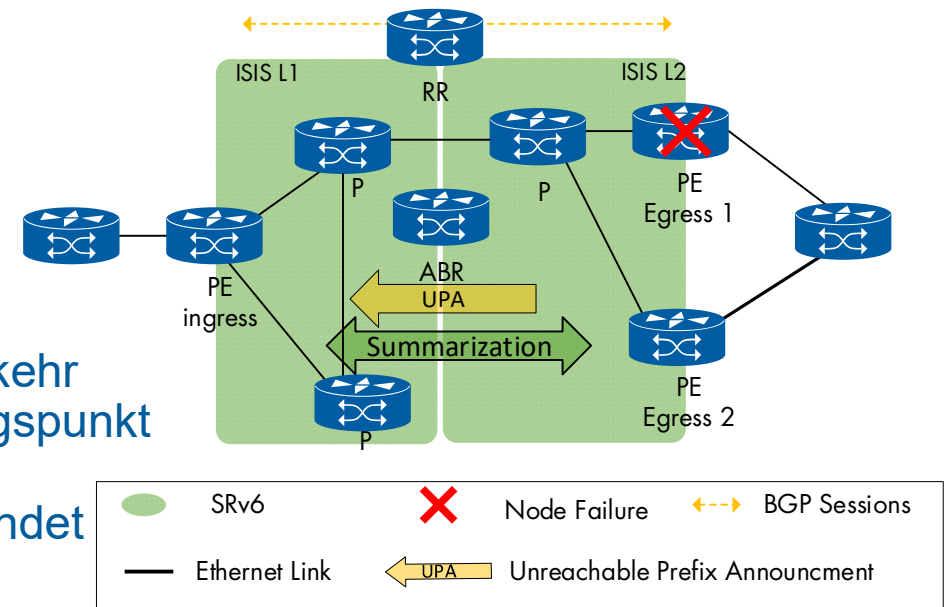 ISIS L1
ISIS L2
RR
P
P
PE
Egress 1
PE
ingress
ABR
UPA
Summarization
PE
Egress 2
P
kehr
gspunkt
ndet
SRv6
Node Failure
BGP Sessions
Ethernet Link
UPA
Unreachable Prefix Announcment